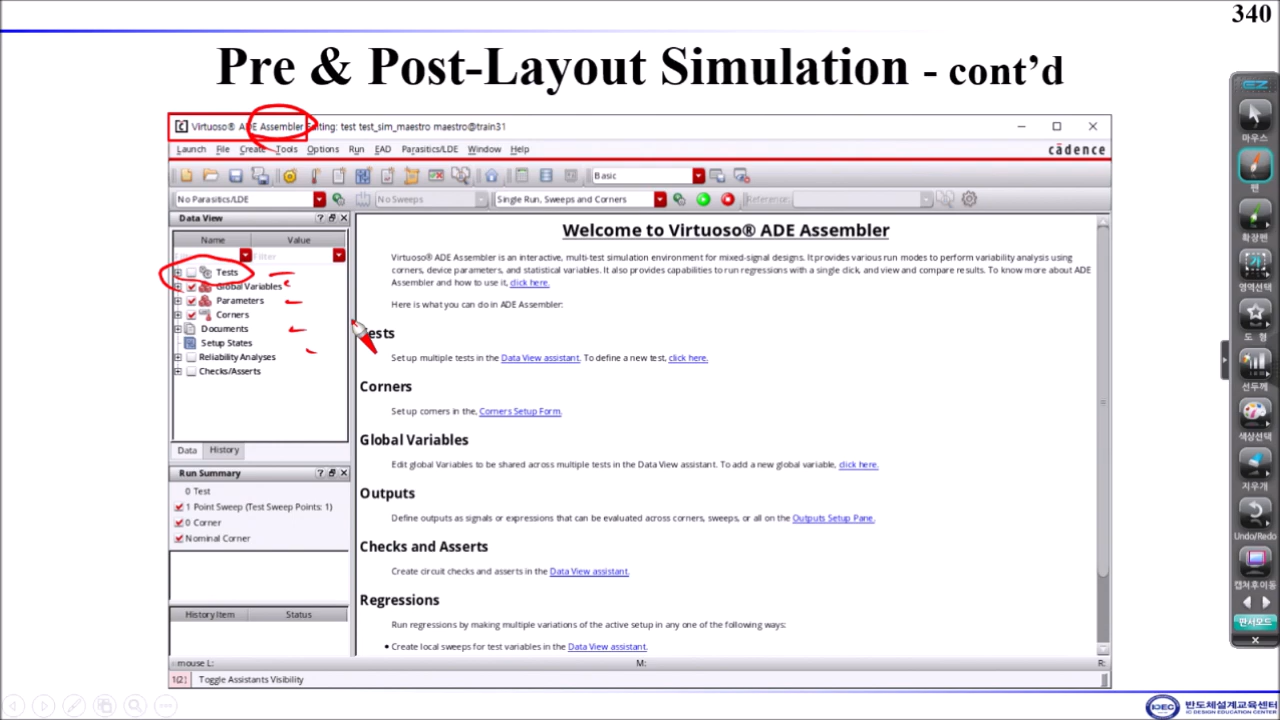 340
Pre & Post-Layout Simulation - cont'd
Virtuoso® ADE Assembler Editing: test test_sim_maestro maestro@train31
Launch File Create Tools Options Run EAD Parasitics/LDE Window Help
cādence
Basic
No Parasitics/LDE No Sweeps Single Run, Sweeps and Corners Reference:
Data View
Name Value
Filter
Tests
Global Variables
Parameters
Corners
Documents
Setup States
Reliability Analyses
Checks/Asserts
Data History
Run Summary
0 Test
1 Point Sweep (Test Sweep Points: 1)
0 Corner
Nominal Corner
History Item Status
Welcome to Virtuoso® ADE Assembler
Virtuoso® ADE Assembler is an interactive, multi-test simulation environment for mixed-signal designs. It provides various run modes to perform variability analysis using
corners, device parameters, and statistical variables. It also provides capabilities to run regressions with a single click, and view and compare results. To know more about ADE
Assembler and how to use it, click here.
Here is what you can do in ADE Assembler:
Tests
Set up multiple tests in the Data View assistant. To define a new test, click here.
Corners
Set up corners in the, Corners Setup Form.
Global Variables
Edit global Variables to be shared across multiple tests in the Data View assistant. To add a new global variable, click here.
Outputs
Define outputs as signals or expressions that can be evaluated across corners, sweeps, or all on the Outputs Setup Pane.
Checks and Asserts
Create circuit checks and asserts in the Data View assistant.
Regressions
Run regressions by making multiple variations of the active setup in any one of the following ways:
• Create local sweeps for test variables in the Data View assistant.
mouse L: M: R:
1(2) Toggle Assistants Visibility
EZ
마우스
펜
확장펜
영역선택
도 형
선두께
색상선택
지우개
Undo/Redo
캡쳐후이동
판서모드
IDEC 반도체설계교육센터
IC DESIGN EDUCATION CENTER